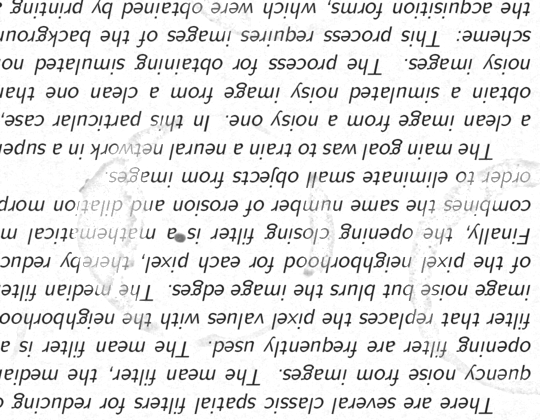 There are several classic spatial filters for reducing
quency noise from images. The mean filter, the median
opening filter are frequently used. The mean filter is a
filter that replaces the pixel values with the neighborhoo
image noise but blurs the image edges. The median filte
of the pixel neighborhood for each pixel, thereby reduc
Finally, the opening closing filter is a mathematical m
combines the same number of erosion and dilation morp
order to eliminate small objects from images.
The main goal was to train a neural network in a supe
a clean image from a noisy one. In this particular case,
obtain a simulated noisy image from a clean one than
noisy images. The process for obtaining simulated no
scheme: This process requires images of the background
the acquisition forms, which were obtained by printing